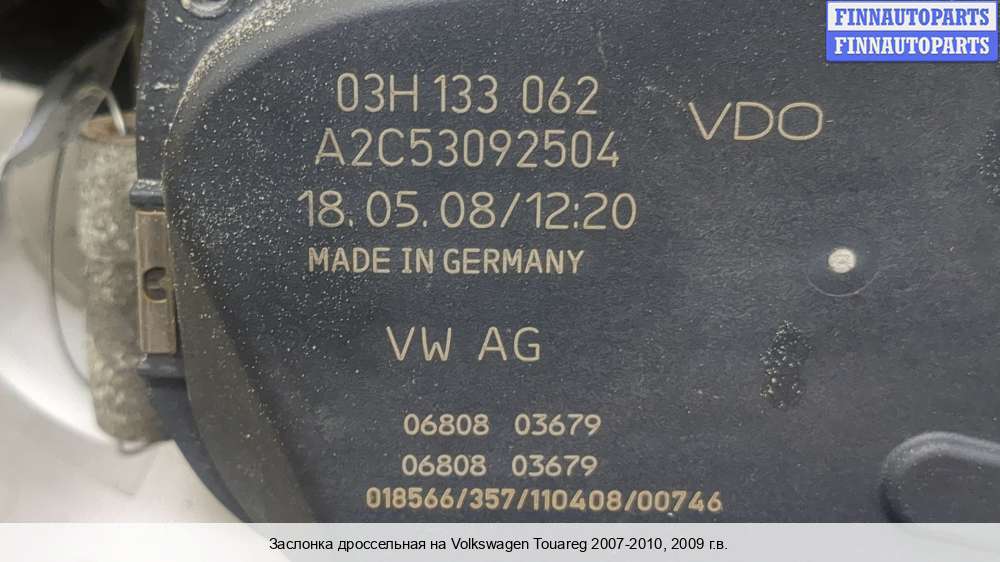 FINNAUTOPARTS
FINNAUTOPARTS
03H 133 062
VDO
A2C53092504
18.05.08/12:20
MADE IN GERMANY
VW AG
06808 03679
06808 03679
018566/357/110408/00746
Заслонка дроссельная на Volkswagen Touareg 2007-2010, 2009 г.в.